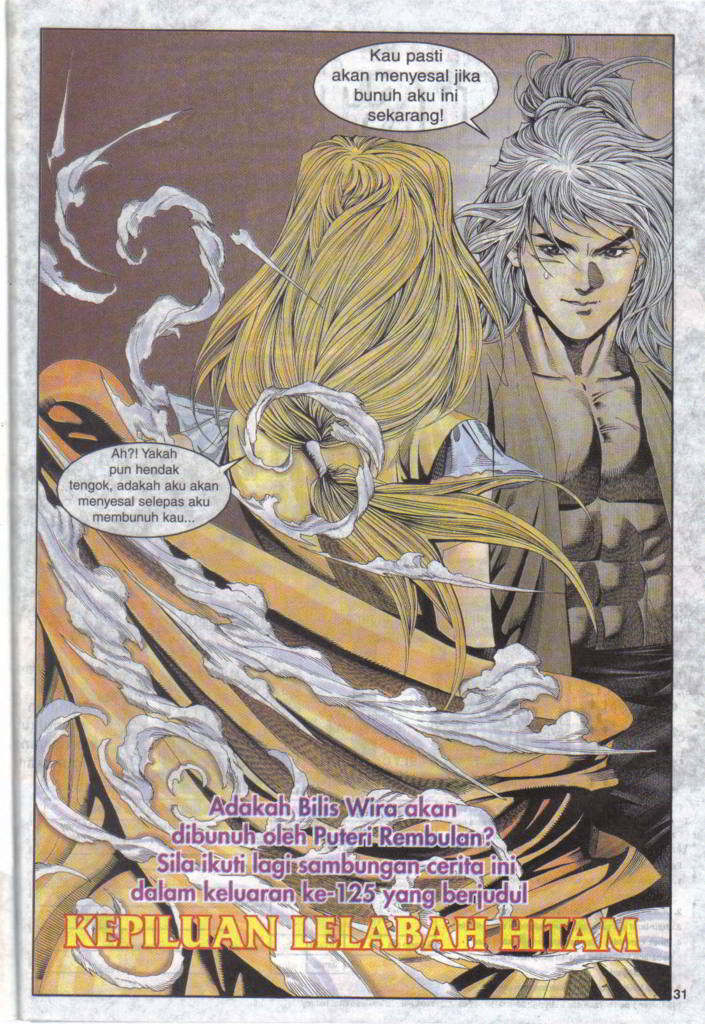 Kau pasti
akan menyesal jika
bunuh aku ini
sekarang!
Ah?! Yakah
pun hendak
tengok, adakah aku akan
menyesal selepas aku
membunuh kau...
Adakah Bilis Wira akan
dibunuh oleh Puteri Rembulan?
Sila ikuti lagi sambungan cerita ini
dalam keluaran ke-125 yang berjudul
KEPILUAN LELABAH HITAM
31